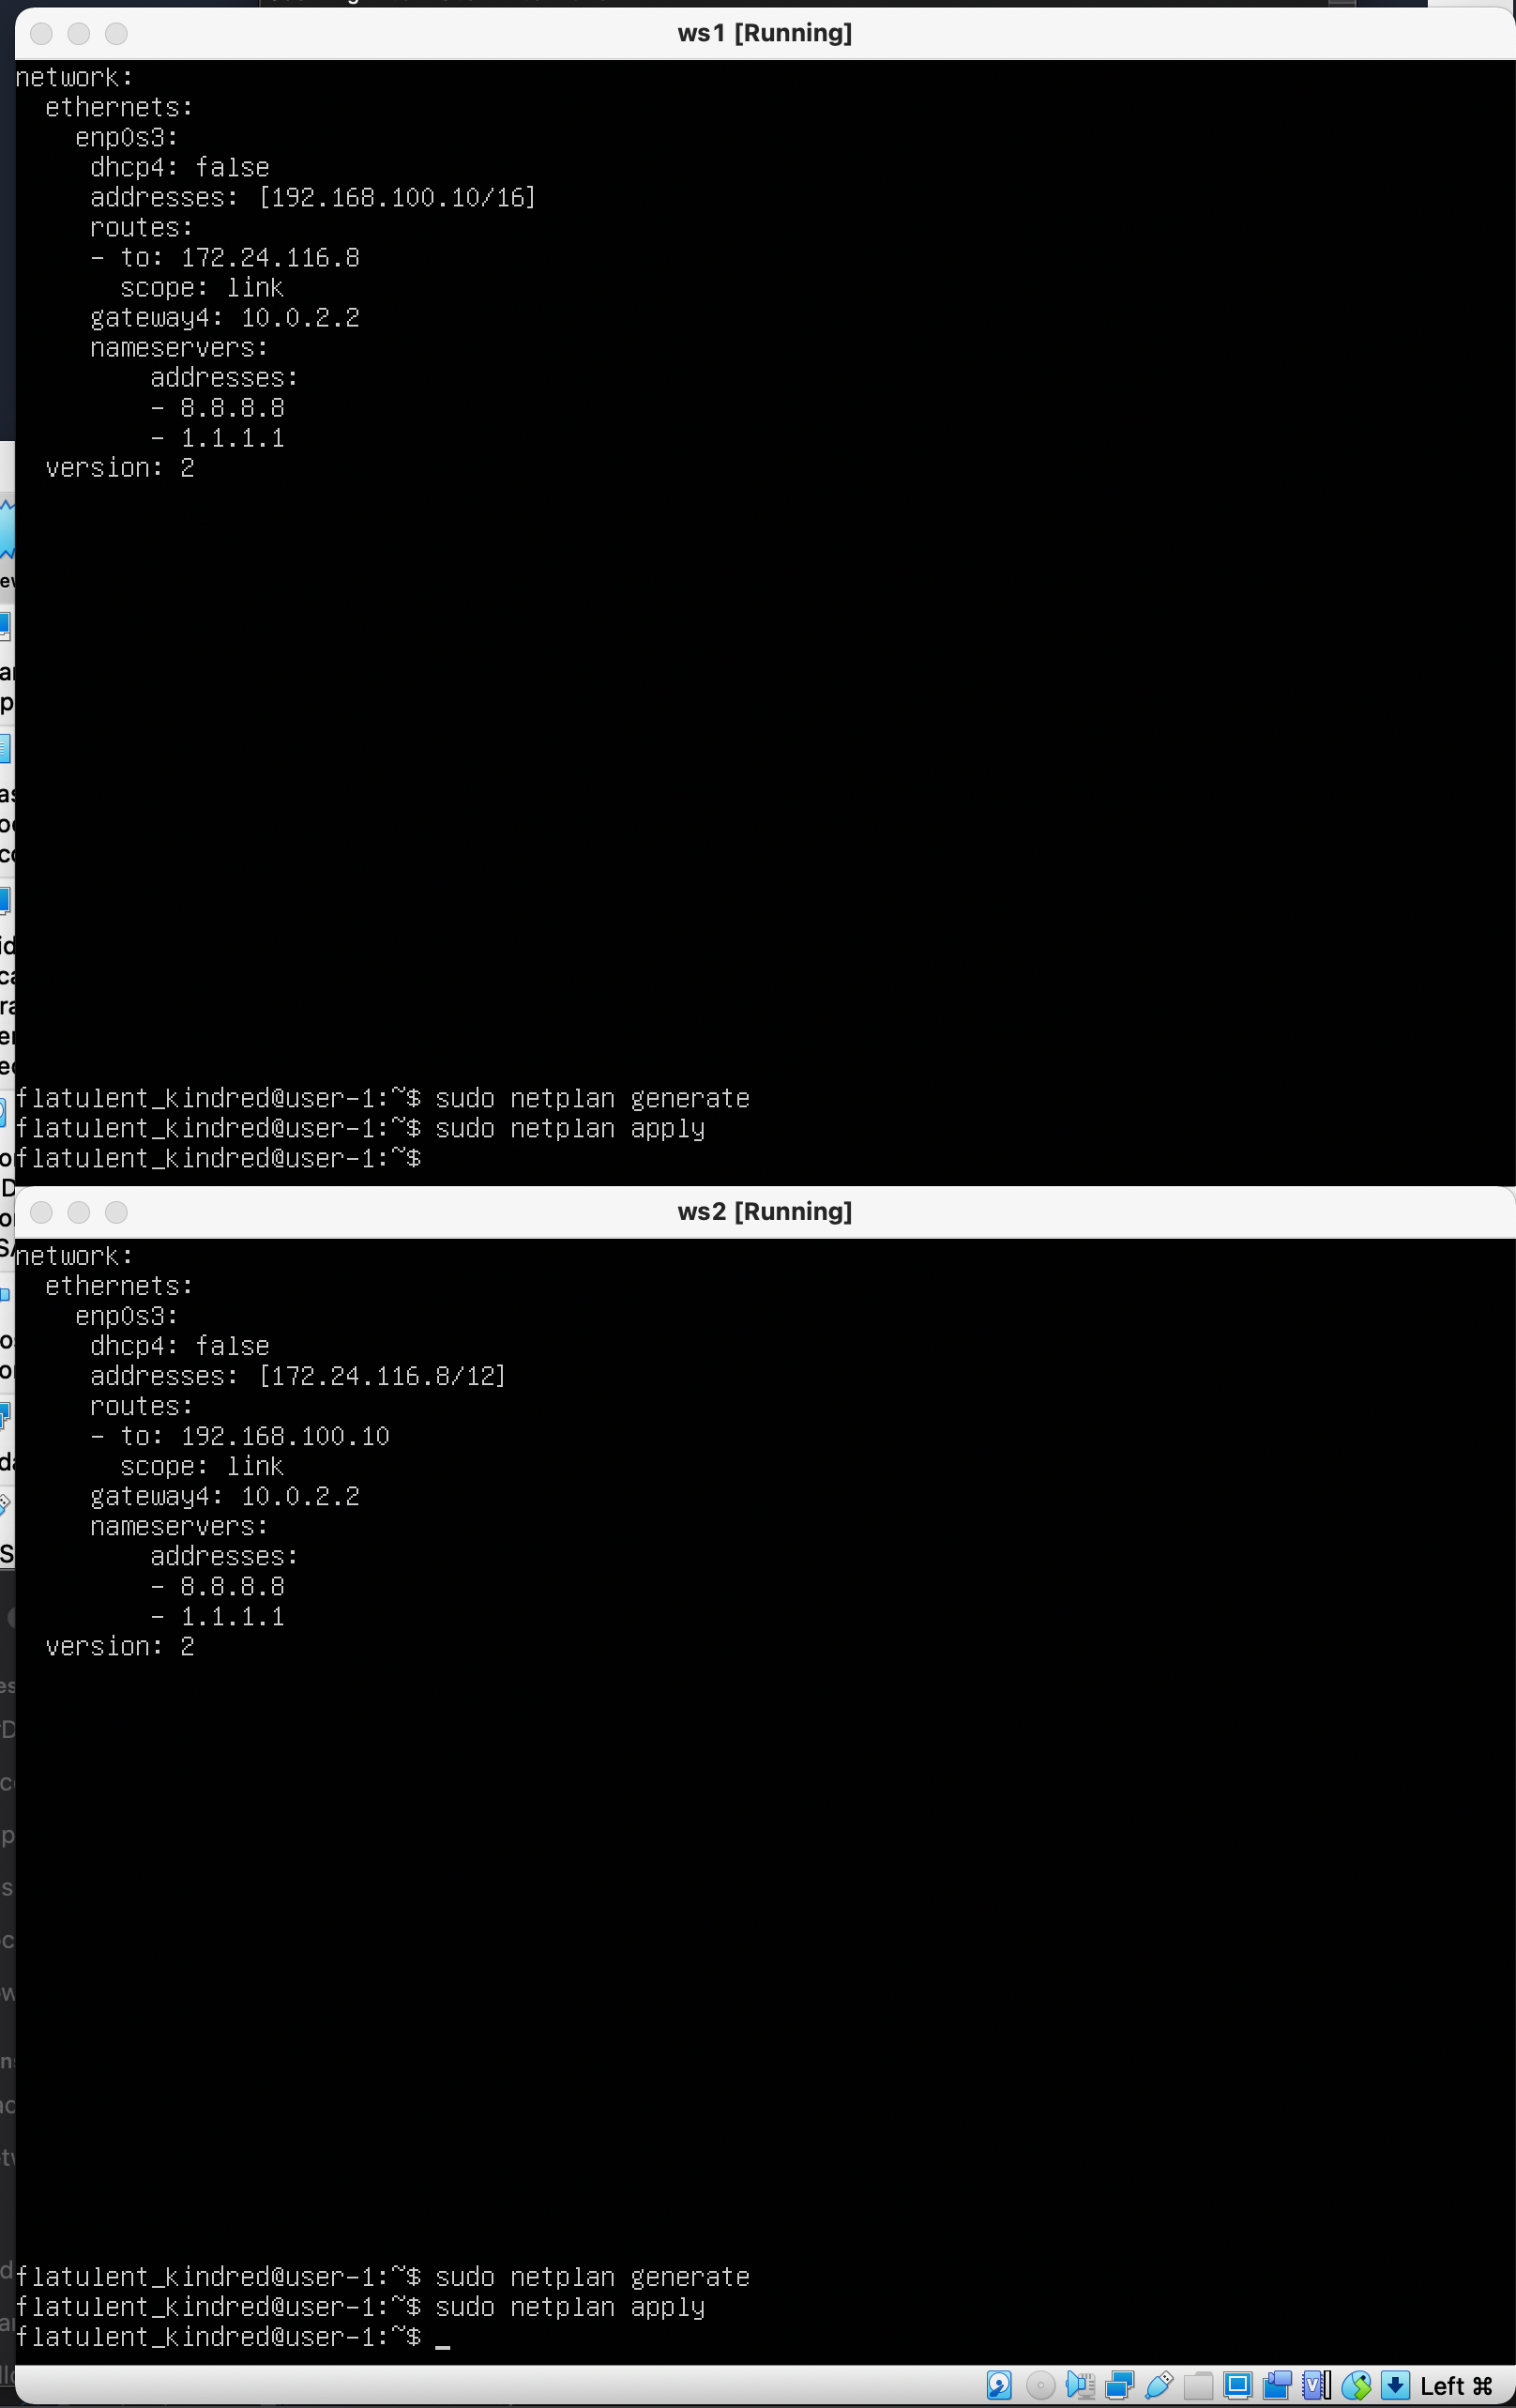 ws1 [Running]
network:
  ethernets:
    enp0s3:
     dhcp4: false
     addresses: [192.168.100.10/16]
     routes:
     - to: 172.24.116.8
       scope: link
     gateway4: 10.0.2.2
     nameservers:
         addresses:
         - 8.8.8.8
         - 1.1.1.1
  version: 2
flatulent_kindred@user-1:~$ sudo netplan generate
flatulent_kindred@user-1:~$ sudo netplan apply
flatulent_kindred@user-1:~$
ws2 [Running]
network:
  ethernets:
    enp0s3:
     dhcp4: false
     addresses: [172.24.116.8/12]
     routes:
     - to: 192.168.100.10
       scope: link
     gateway4: 10.0.2.2
     nameservers:
         addresses:
         - 8.8.8.8
         - 1.1.1.1
  version: 2
flatulent_kindred@user-1:~$ sudo netplan generate
flatulent_kindred@user-1:~$ sudo netplan apply
flatulent_kindred@user-1:~$ _
Left ⌘